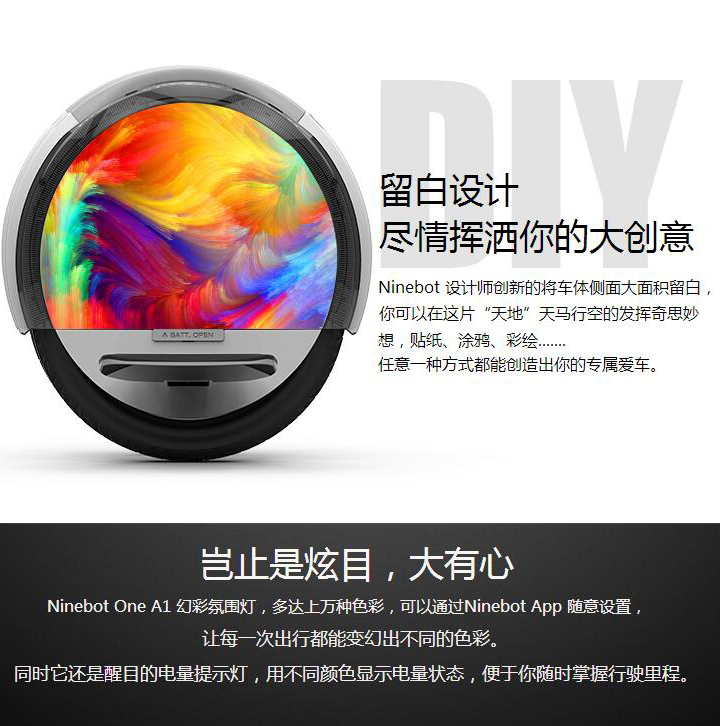 DIY
留白设计
尽情挥洒你的大创意
Ninebot 设计师创新的将车体侧面大面积留白，
你可以在这片“天地”天马行空的发挥奇思妙
想，贴纸、涂鸦、彩绘.......
任意一种方式都能创造出你的专属爱车。
▲ BATT. OPEN
岂止是炫目，大有心
Ninebot One A1 幻彩氛围灯，多达上万种色彩，可以通过Ninebot App 随意设置，
让每一次出行都能变幻出不同的色彩。
同时它还是醒目的电量提示灯，用不同颜色显示电量状态，便于你随时掌握行驶里程。